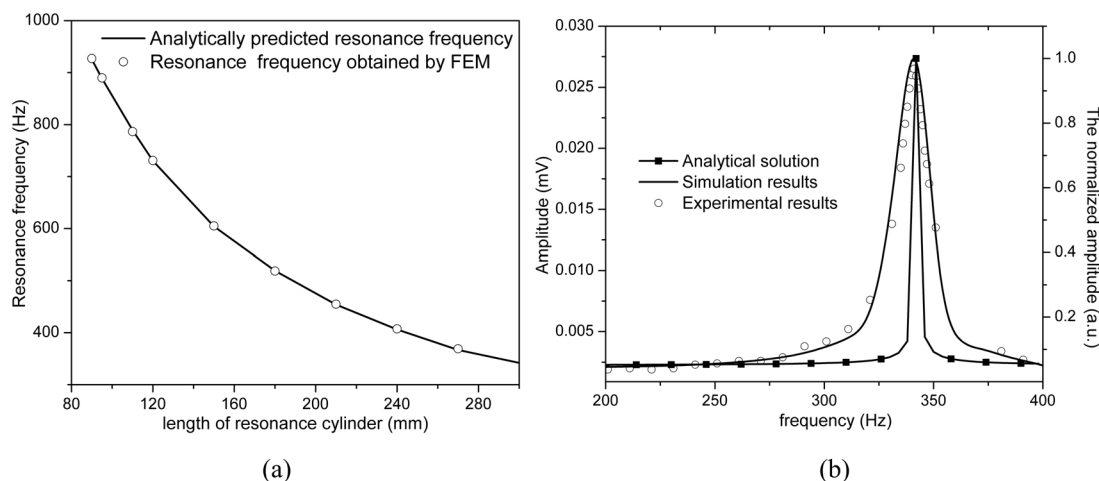 1000
800
600
400
Resonance frequency (Hz)
Analytically predicted resonance frequency
Resonance frequency obtained by FEM
80 120 160 200 240 280
length of resonance cylinder (mm)
(a)
0.030
0.025
0.020
0.015
0.010
0.005
Amplitude (mV)
Analytical solution
Simulation results
Experimental results
1.0
0.8
0.6
0.4
0.2
The normalized amplitude (a.u.)
200 250 300 350 400
frequency (Hz)
(b)